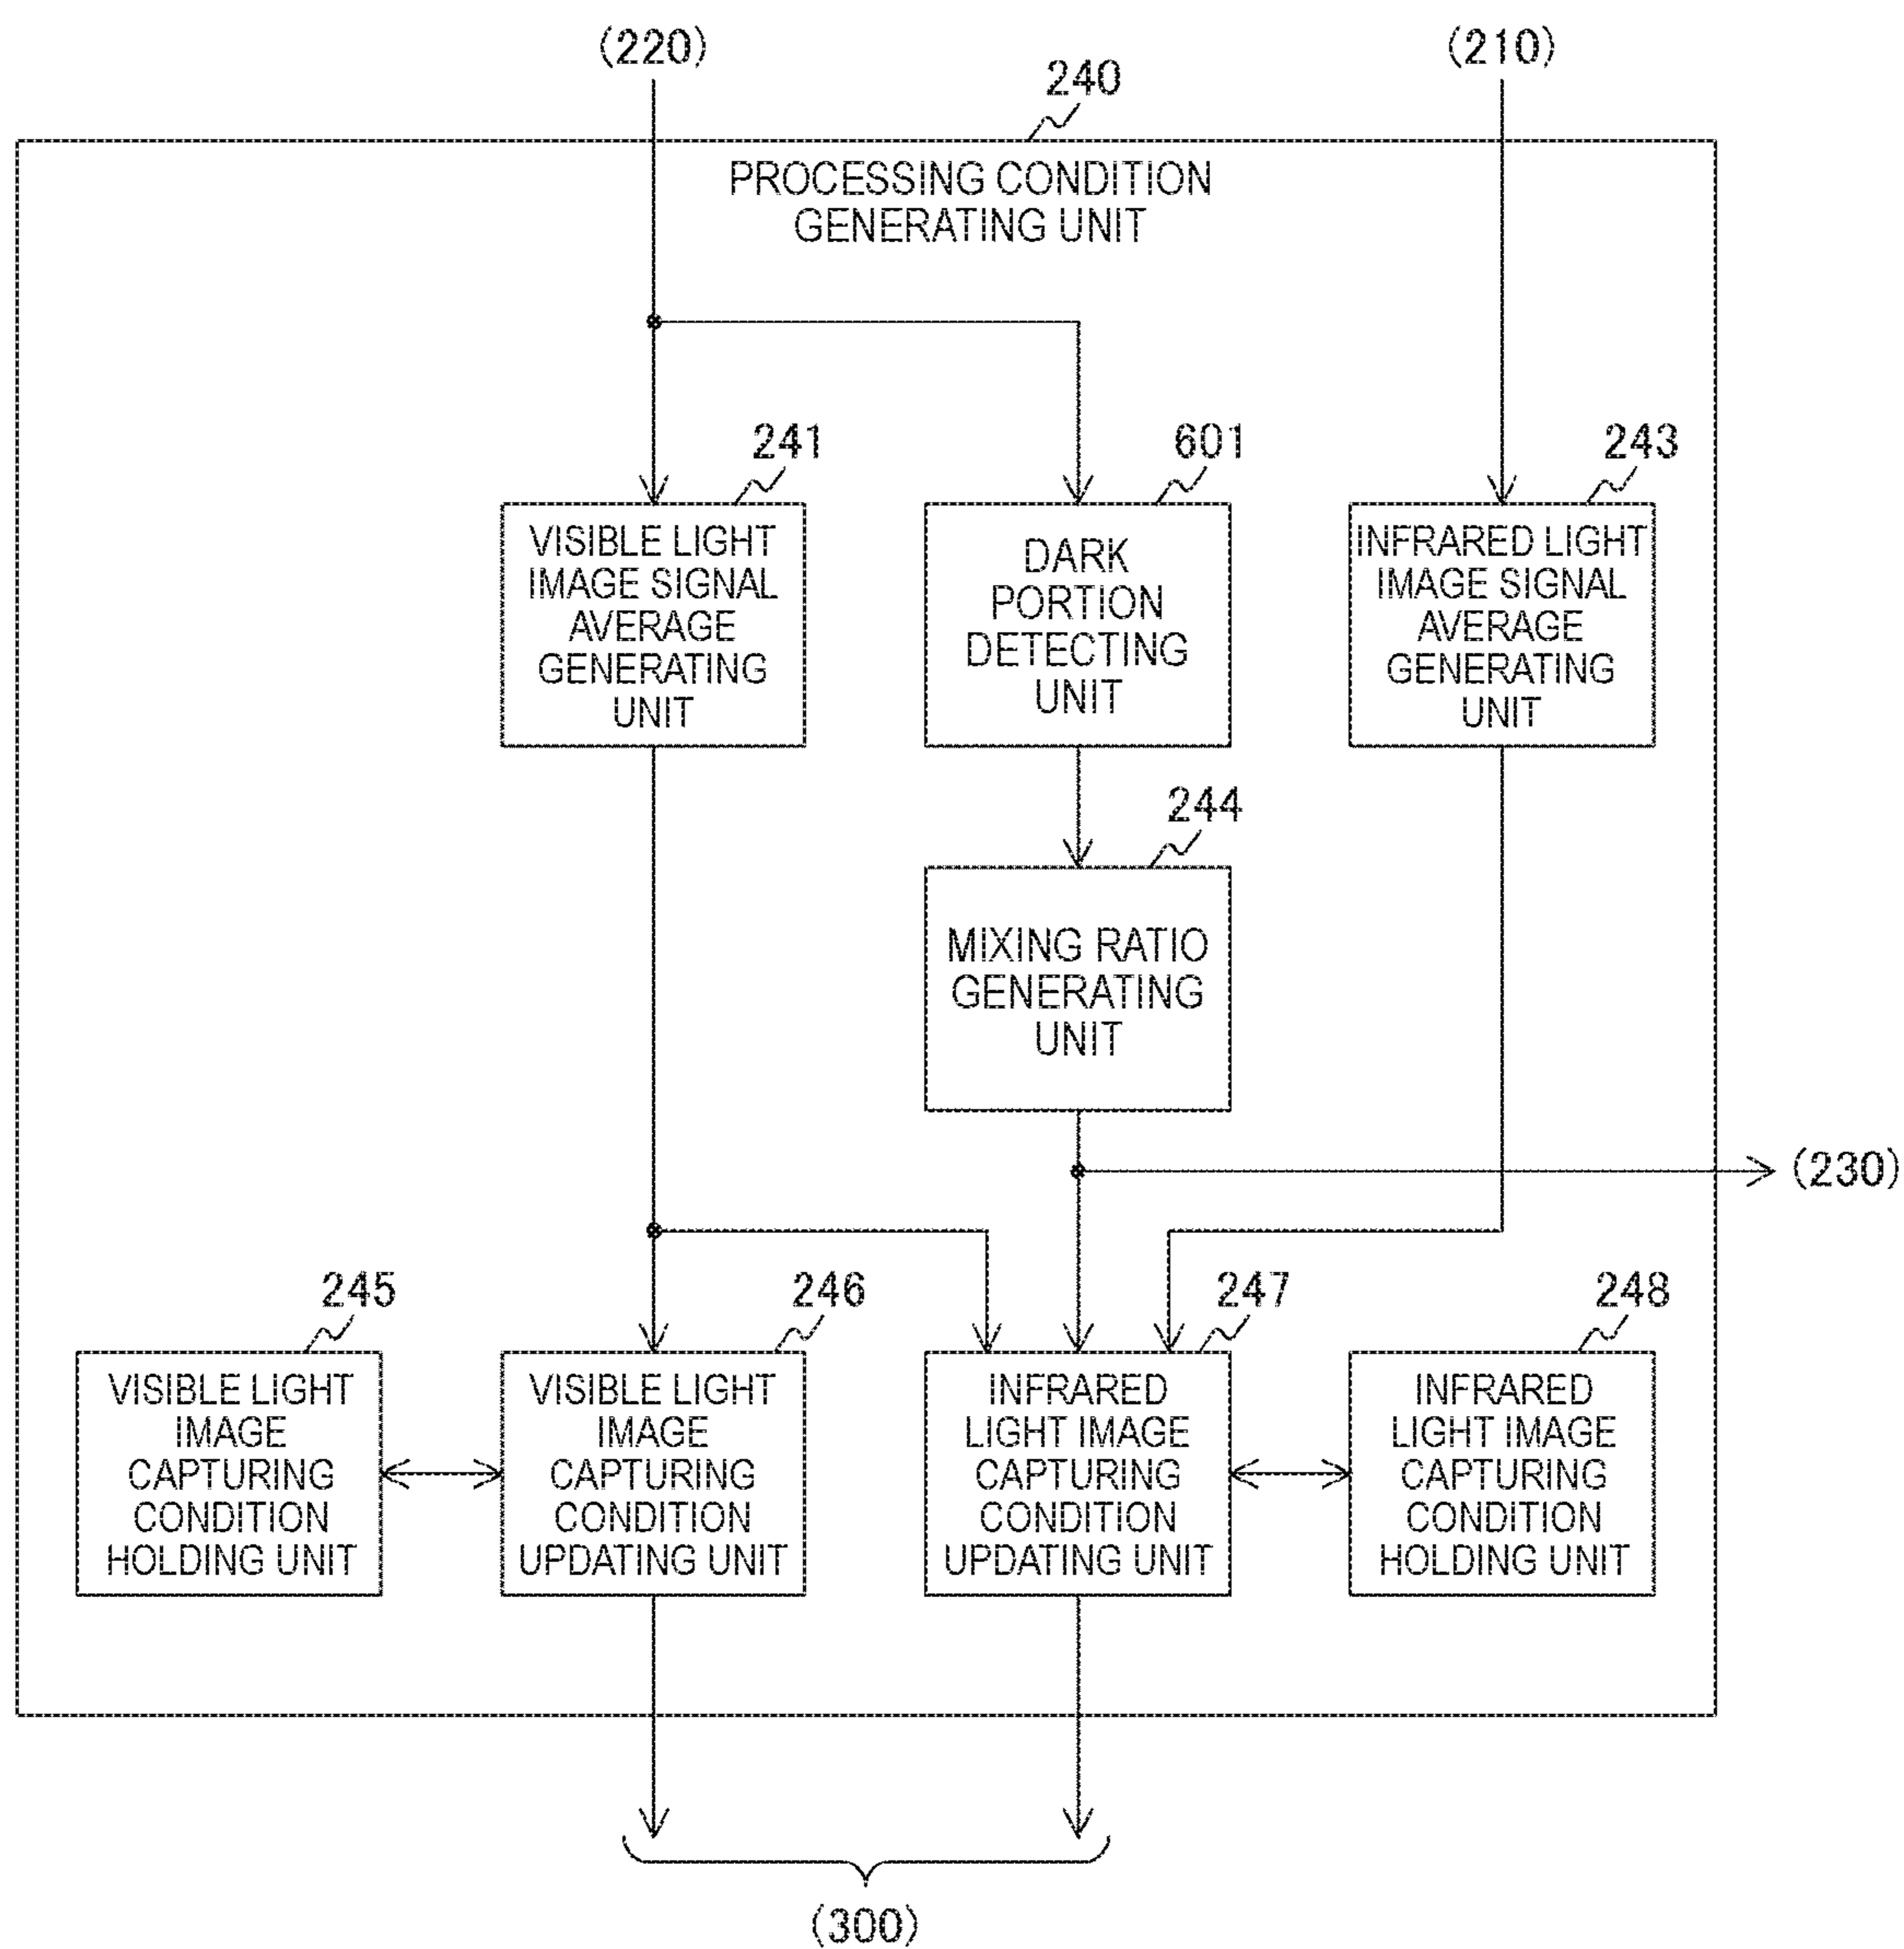 (220)
(210)
240
PROCESSING CONDITION
GENERATING UNIT
241
601
243
VISIBLE LIGHT
IMAGE SIGNAL
AVERAGE
GENERATING
UNIT
DARK
PORTION
DETECTING
UNIT
INFRARED LIGHT
IMAGE SIGNAL
AVERAGE
GENERATING
UNIT
244
MIXING RATIO
GENERATING
UNIT
(230)
245
246
247
248
VISIBLE LIGHT
IMAGE
CAPTURING
CONDITION
HOLDING UNIT
VISIBLE LIGHT
IMAGE
CAPTURING
CONDITION
UPDATING UNIT
INFRARED
LIGHT IMAGE
CAPTURING
CONDITION
UPDATING UNIT
INFRARED
LIGHT IMAGE
CAPTURING
CONDITION
HOLDING UNIT
(300)